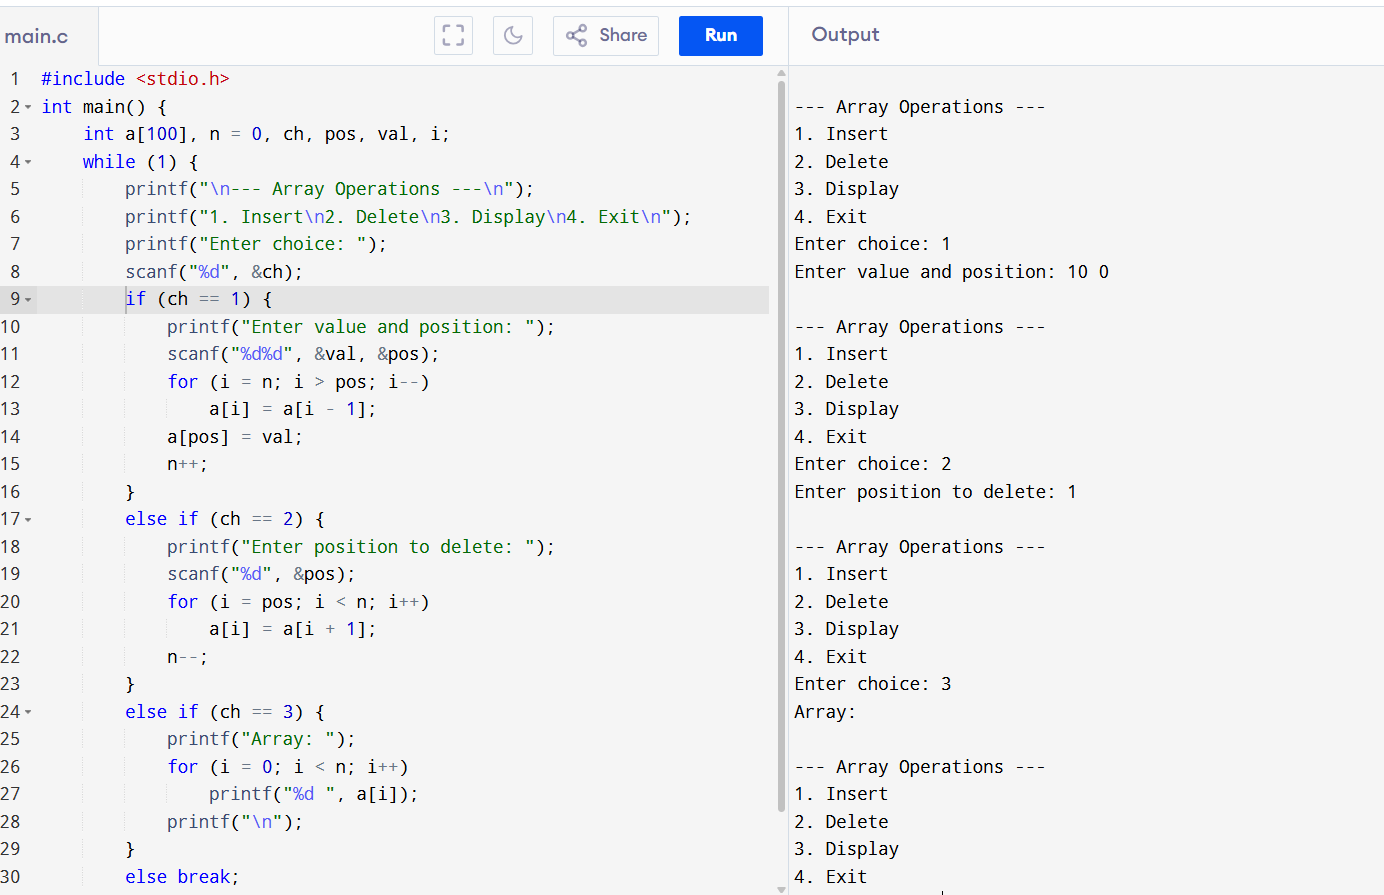 main.c
Share
Run
Output
1 #include <stdio.h>
2 int main() {
3     int a[100], n = 0, ch, pos, val, i;
4     while (1) {
5         printf("\n--- Array Operations ---\n");
6         printf("1. Insert\n2. Delete\n3. Display\n4. Exit\n");
7         printf("Enter choice: ");
8         scanf("%d", &ch);
9         if (ch == 1) {
10             printf("Enter value and position: ");
11             scanf("%d%d", &val, &pos);
12             for (i = n; i > pos; i--)
13                 a[i] = a[i - 1];
14             a[pos] = val;
15             n++;
16         }
17         else if (ch == 2) {
18             printf("Enter position to delete: ");
19             scanf("%d", &pos);
20             for (i = pos; i < n; i++)
21                 a[i] = a[i + 1];
22             n--;
23         }
24         else if (ch == 3) {
25             printf("Array: ");
26             for (i = 0; i < n; i++)
27                 printf("%d ", a[i]);
28             printf("\n");
29         }
30         else break;
--- Array Operations ---
1. Insert
2. Delete
3. Display
4. Exit
Enter choice: 1
Enter value and position: 10 0
--- Array Operations ---
1. Insert
2. Delete
3. Display
4. Exit
Enter choice: 2
Enter position to delete: 1
--- Array Operations ---
1. Insert
2. Delete
3. Display
4. Exit
Enter choice: 3
Array:
--- Array Operations ---
1. Insert
2. Delete
3. Display
4. Exit